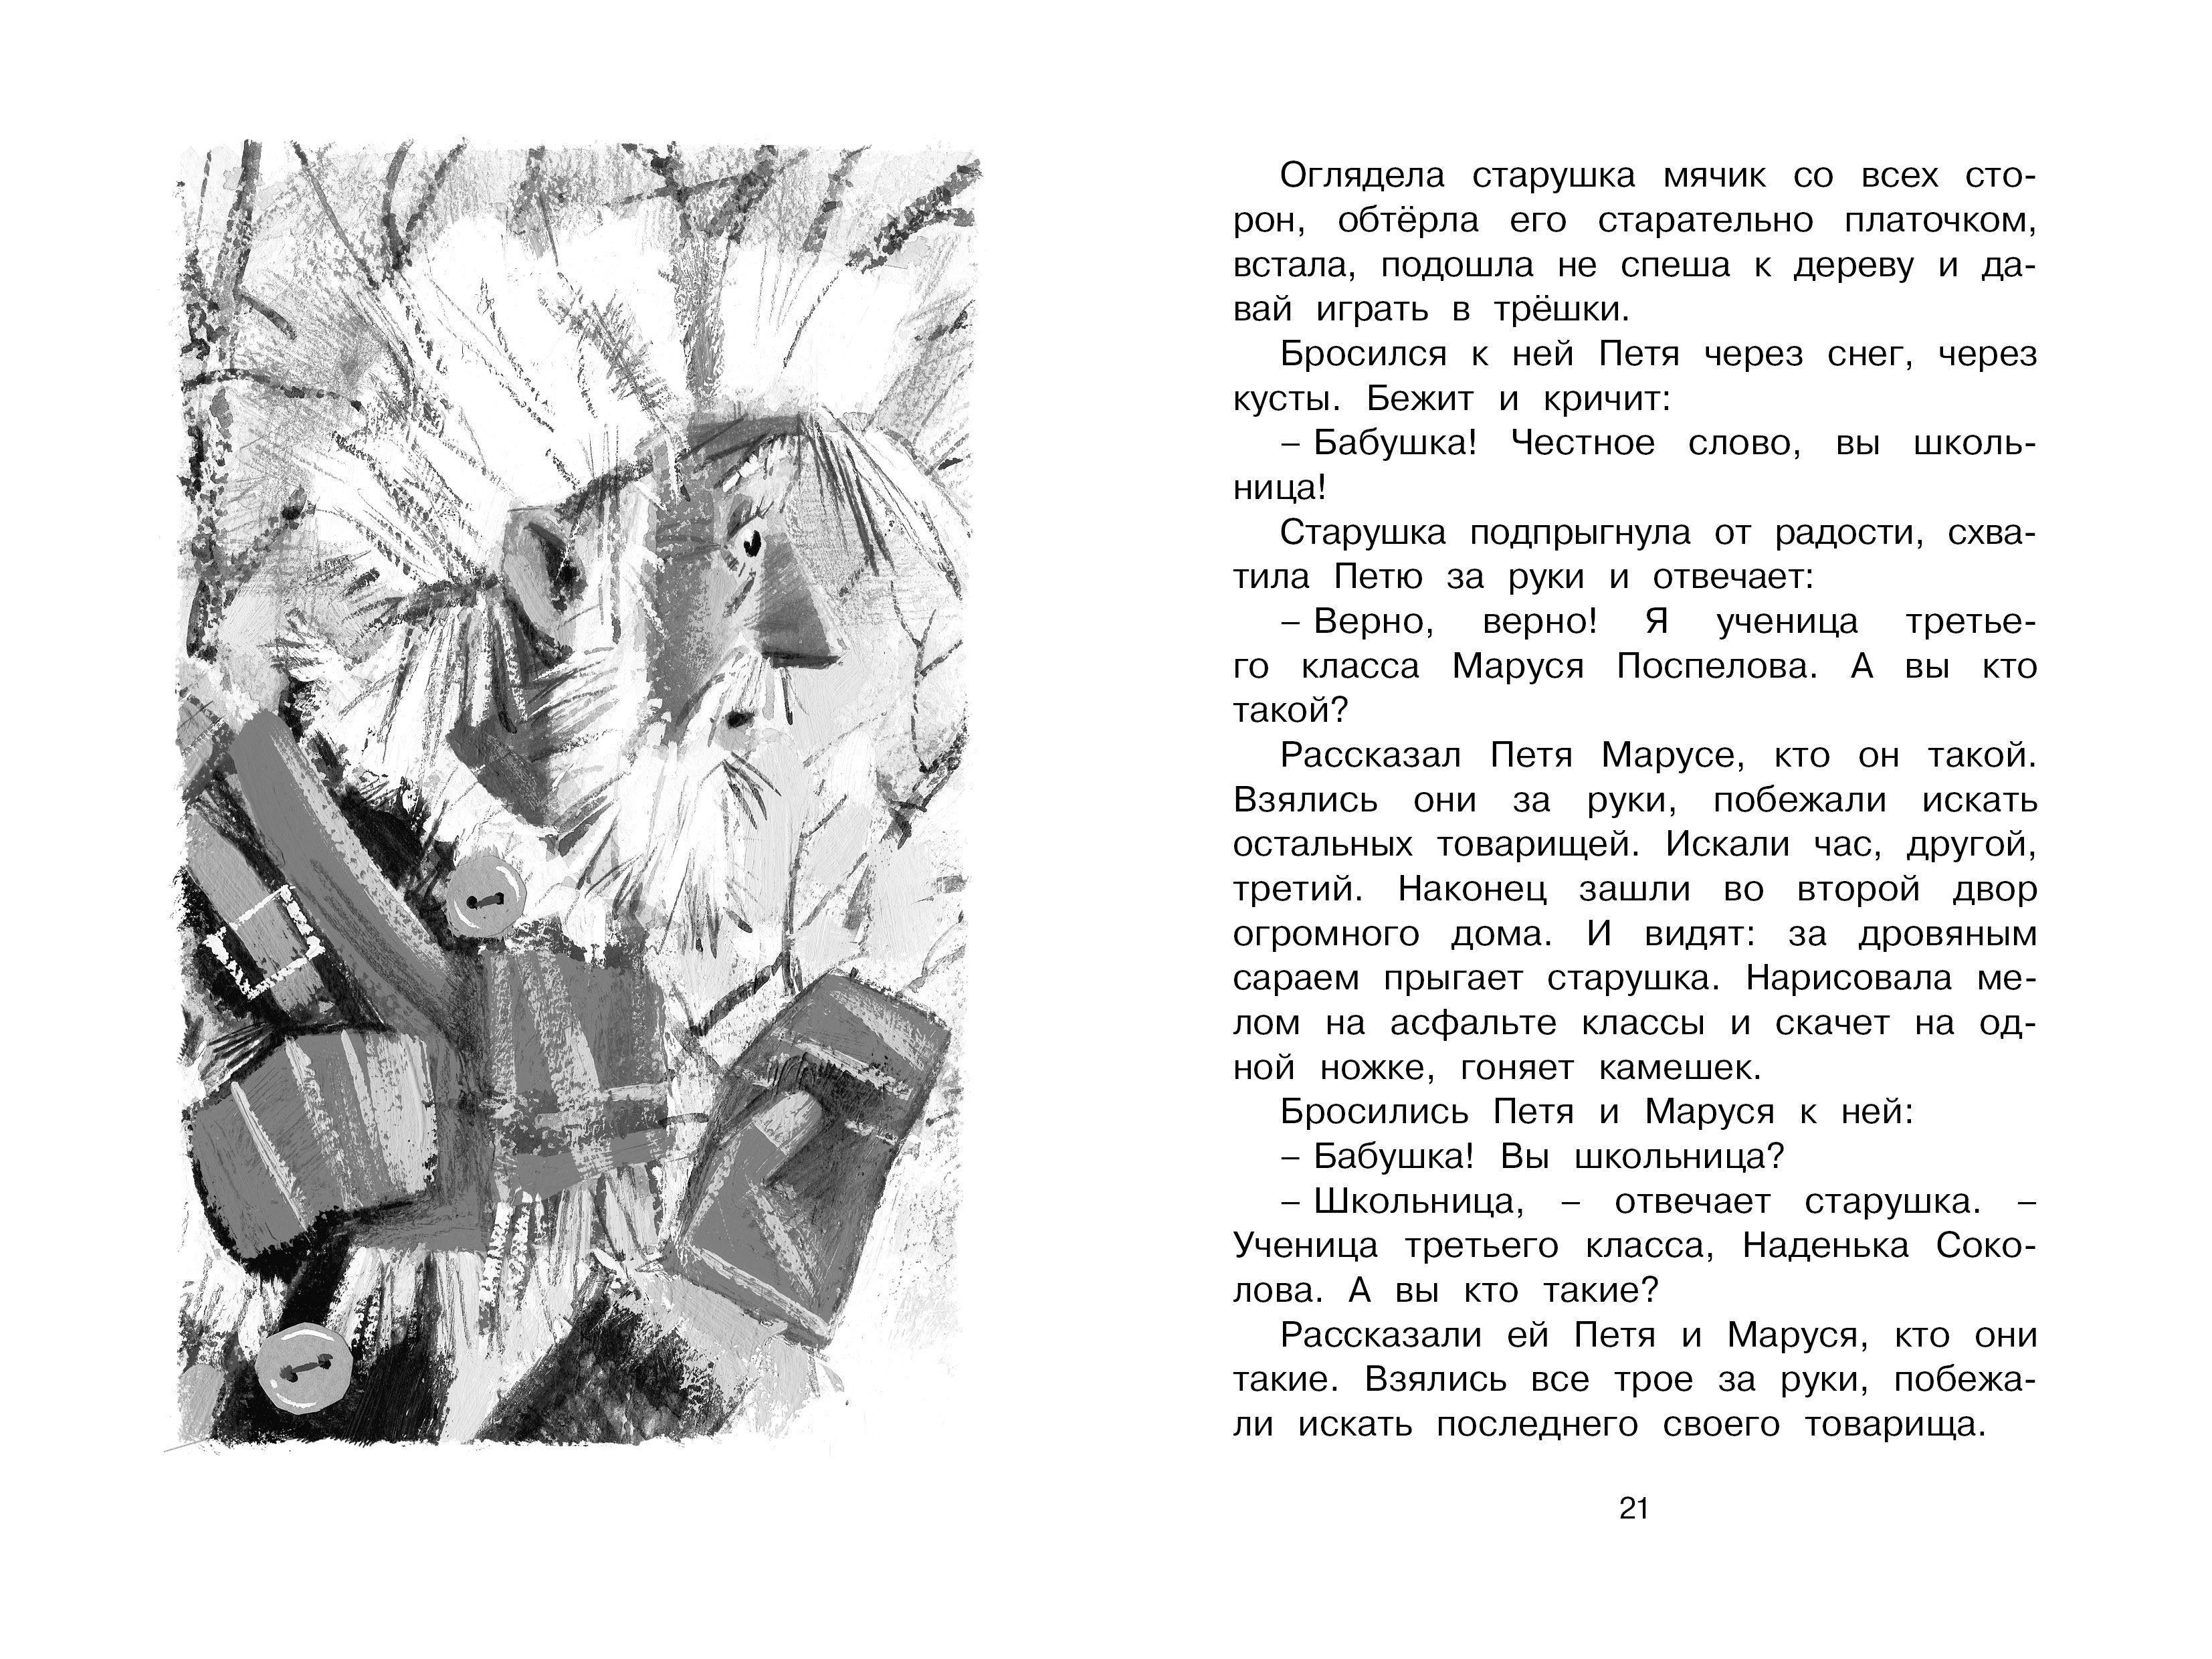 Оглядела старушка мячик со всех сто-
рон, обтёрла его старательно платочком,
встала, подошла не спеша к дереву и да-
вай играть в трёшки.
Бросился к ней Петя через снег, через
кусты. Бежит и кричит:
– Бабушка! Честное слово, вы школь-
ница!
Старушка подпрыгнула от радости, схва-
тила Петю за руки и отвечает:
– Верно, верно! Я ученица третье-
го класса Маруся Поспелова. А вы кто
такой?
Рассказал Петя Марусе, кто он такой.
Взялись они за руки, побежали искать
остальных товарищей. Искали час, другой,
третий. Наконец зашли во второй двор
огромного дома. И видят: за дровяным
сараем прыгает старушка. Нарисовала ме-
лом на асфальте классы и скачет на од-
ной ножке, гоняет камешек.
Бросились Петя и Маруся к ней:
– Бабушка! Вы школьница?
– Школьница, – отвечает старушка. –
Ученица третьего класса, Наденька Соко-
лова. А вы кто такие?
Рассказали ей Петя и Маруся, кто они
такие. Взялись все трое за руки, побежа-
ли искать последнего своего товарища.
21